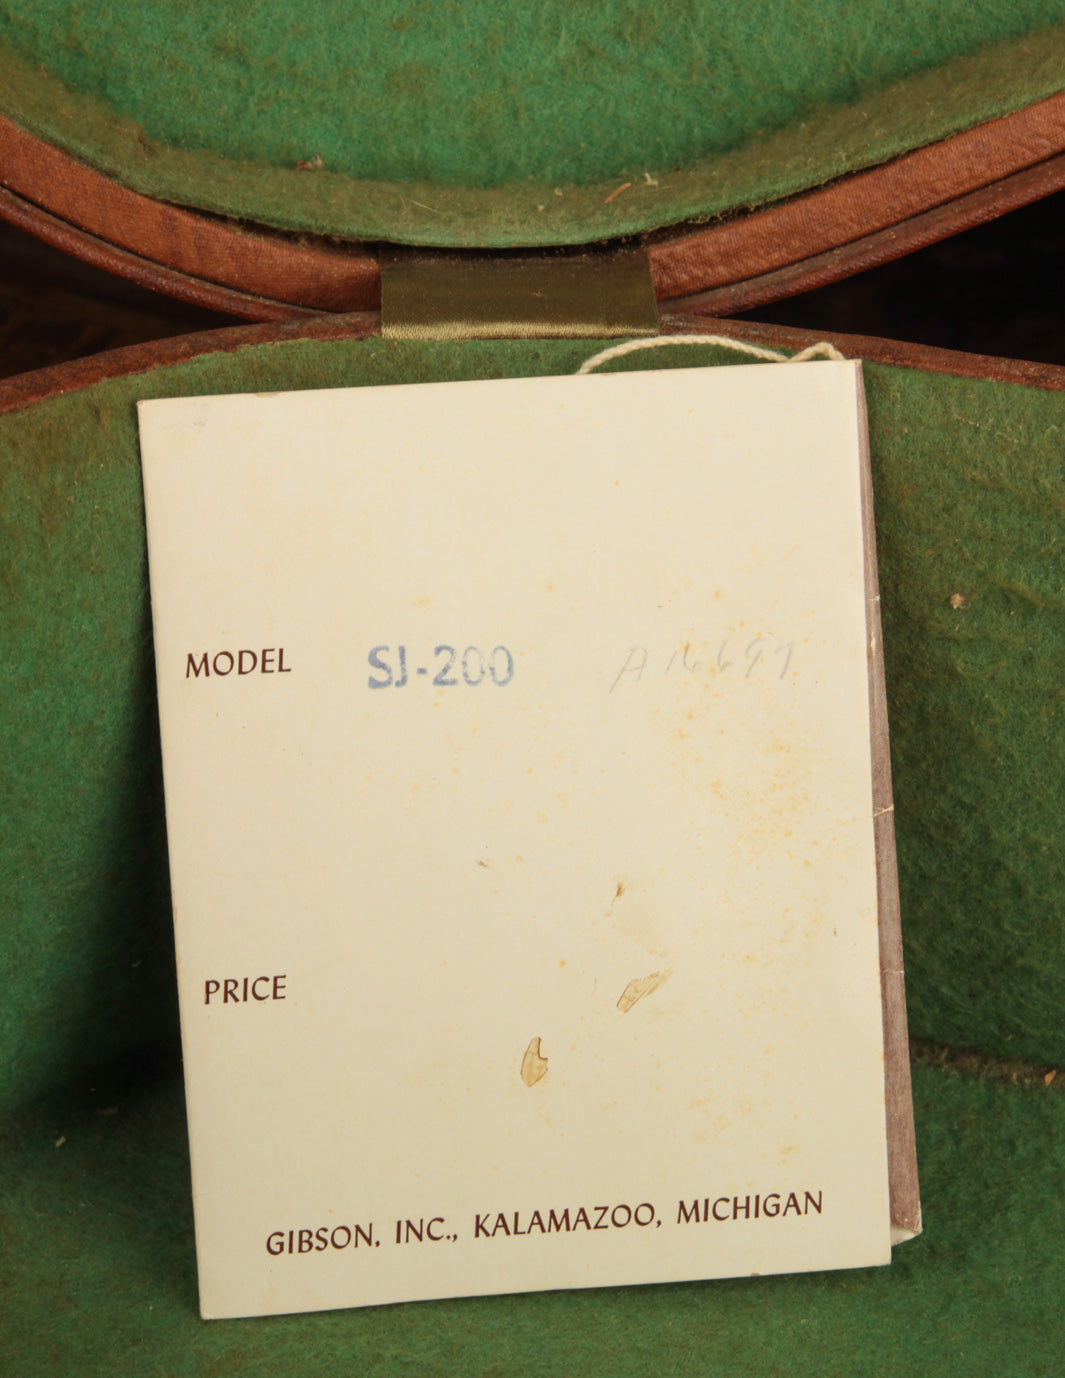 MODEL SJ-200 A16697
PRICE
GIBSON, INC., KALAMAZOO, MICHIGAN